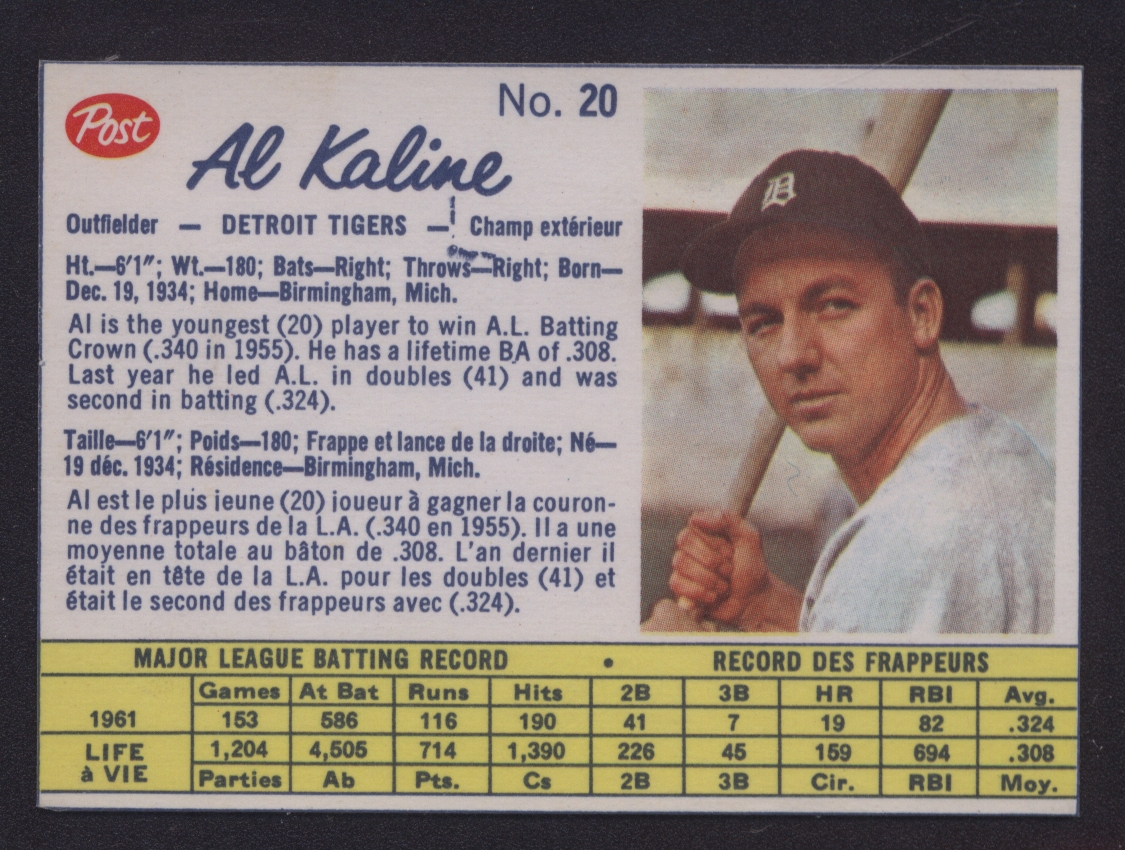 No. 20
Post
Al Kaline
Outfielder — DETROIT TIGERS — Champ extérieur
Ht.—6'1"; Wt.—180; Bats—Right; Throws—Right; Born—
Dec. 19, 1934; Home—Birmingham, Mich.
Al is the youngest (20) player to win A.L. Batting
Crown (.340 in 1955). He has a lifetime BA of .308.
Last year he led A.L. in doubles (41) and was
second in batting (.324).
Taille—6'1"; Poids—180; Frappe et lance de la droite; Né—
19 déc. 1934; Résidence—Birmingham, Mich.
Al est le plus ieune (20) joueur à gagner la couron-
ne des frappeurs de la L.A. (.340 en 1955). Il a une
moyenne totale au bâton de .308. L'an dernier il
était en tête de la L.A. pour les doubles (41) et
était le second des frappeurs avec (.324).
D
MAJOR LEAGUE BATTING RECORD • RECORD DES FRAPPEURS
Games At Bat Runs Hits 2B 3B HR RBI Avg.
1961 153 586 116 190 41 7 19 82 .324
LIFE à VIE 1,204 4,505 714 1,390 226 45 159 694 .308
Parties Ab Pts. Cs 2B 3B Cir. RBI Moy.